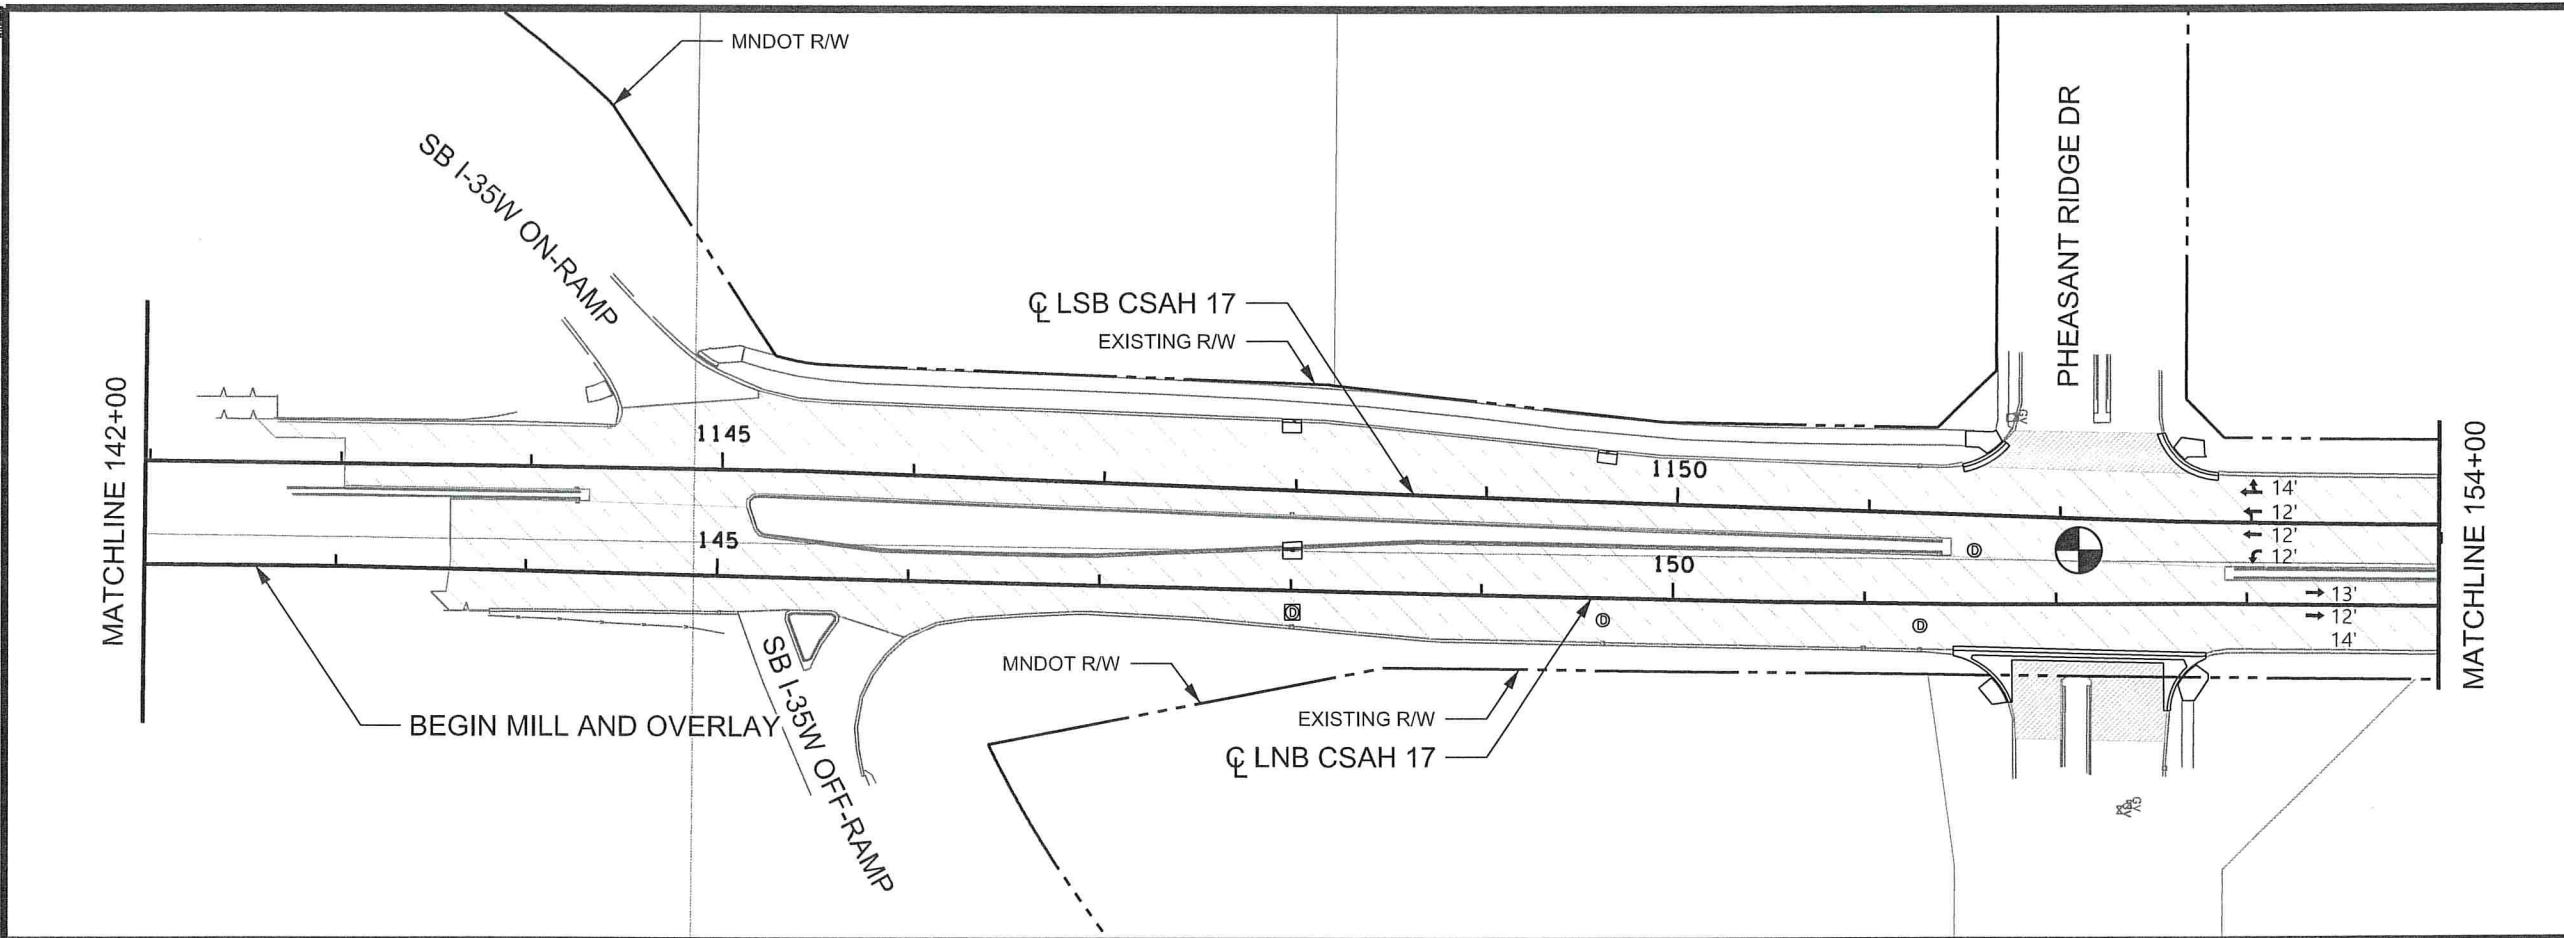 MNDOT R/W
SB I-35W ON-RAMP
PHEASANT RIDGE DR
℄ LSB CSAH 17
EXISTING R/W
MATCHLINE 142+00
MATCHLINE 154+00
1145
1150
145
150
GV
14'
12'
12'
12'
13'
12'
14'
D
D
D
D
MNDOT R/W
SB I-35W OFF-RAMP
BEGIN MILL AND OVERLAY
EXISTING R/W
℄ LNB CSAH 17
GV